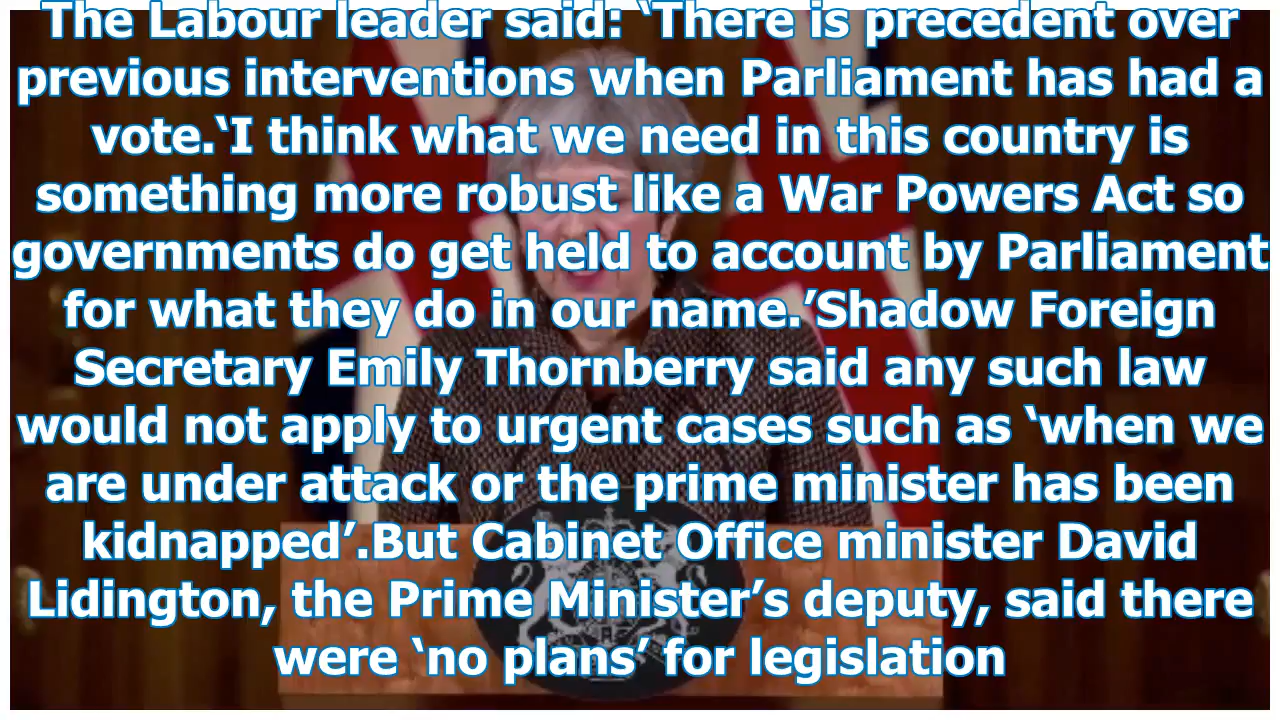 The Labour leader said: ‘There is precedent over
previous interventions when Parliament has had a
vote.‘I think what we need in this country is
something more robust like a War Powers Act so
governments do get held to account by Parliament
for what they do in our name.’Shadow Foreign
Secretary Emily Thornberry said any such law
would not apply to urgent cases such as ‘when we
are under attack or the prime minister has been
kidnapped’.But Cabinet Office minister David
Lidington, the Prime Minister’s deputy, said there
were ‘no plans’ for legislation